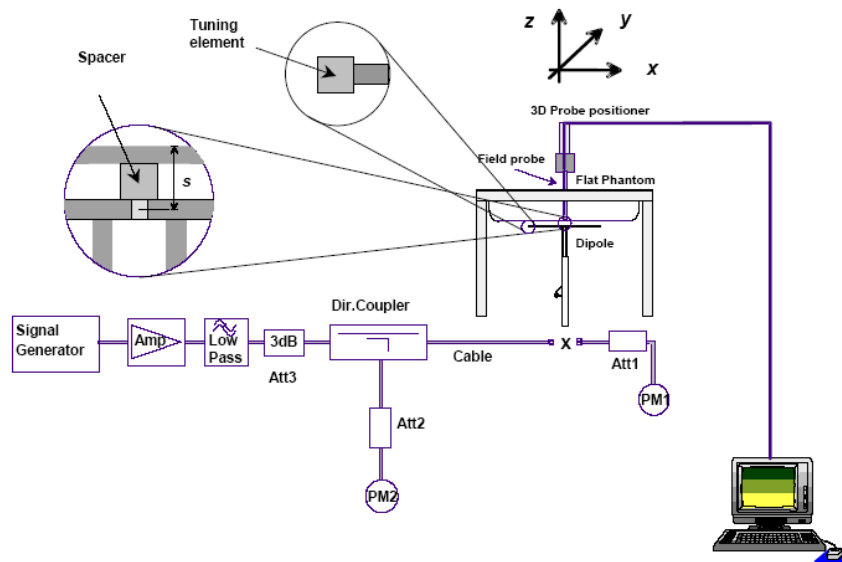 Tuning
element
Spacer
s
z
y
x
3D Probe positioner
Field probe
Flat Phantom
Dipole
Dir.Coupler
Signal
Generator
Amp
Low
Pass
3dB
Att3
Cable
X
Att1
PM1
Att2
PM2